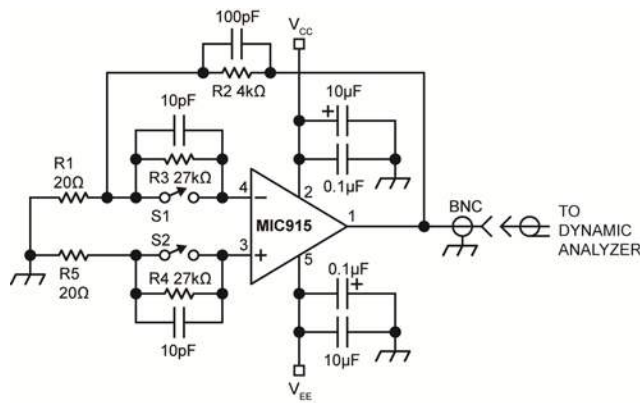 100pF
VCC
R2 4kΩ
10pF
10µF
+
R1
20Ω
R3 27kΩ
0.1µF
S1
4
−
2
MIC915
1
BNC
TO
DYNAMIC
ANALYZER
S2
3
+
5
R5
20Ω
R4 27kΩ
0.1µF
+
10pF
10µF
VEE